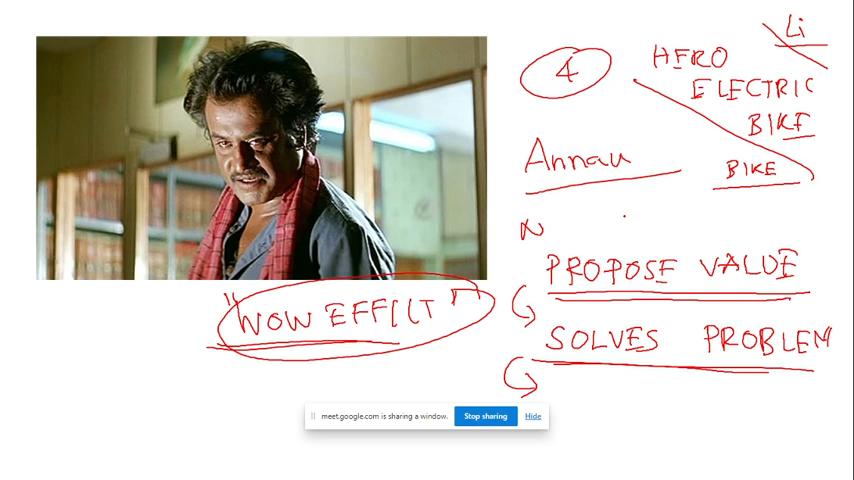 Li
4
HERO
ELECTRIC
BIKE
BIKE
PROPOSE VALUE
"WOW EFFECT"
SOLVES PROBLEM
meet.google.com is sharing a window.
Stop sharing
Hide